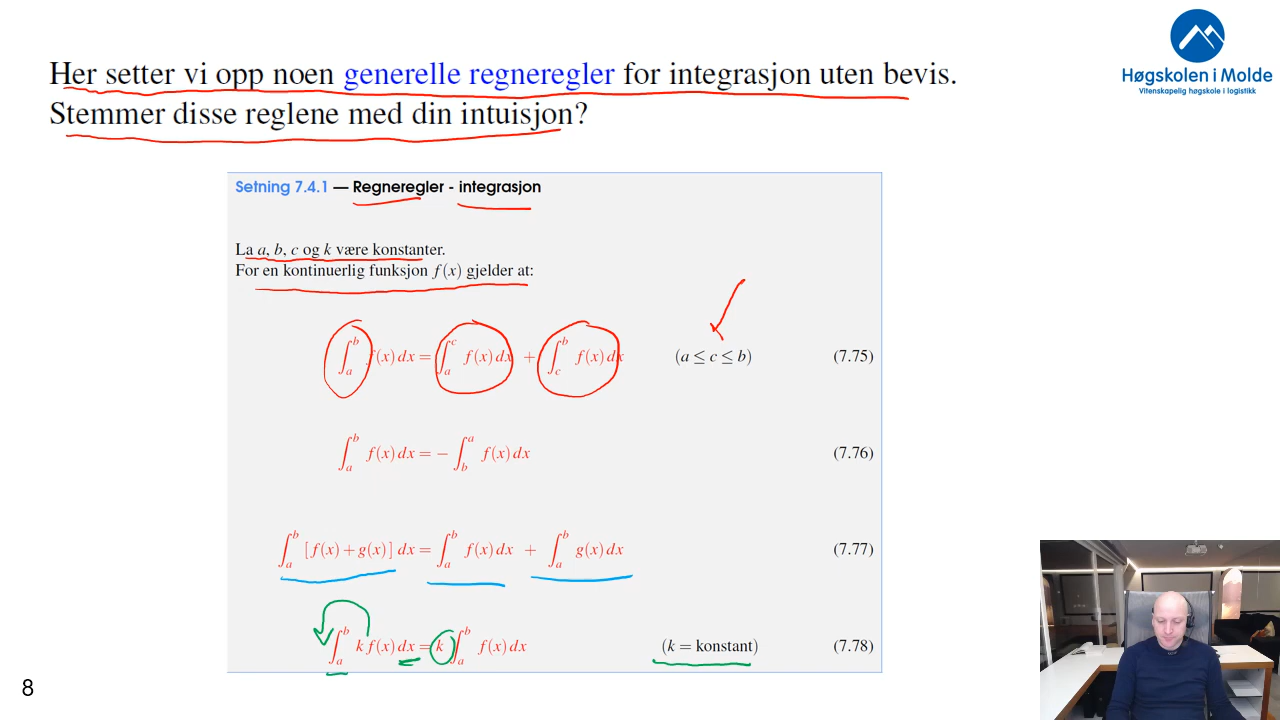 Her setter vi opp noen generelle regneregler for integrasjon uten bevis.
Stemmer disse reglene med din intuisjon?
Høgskolen i Molde
Vitenskapelig høgskole i logistikk
Setning 7.4.1 — Regneregler - integrasjon
La a, b, c og k være konstanter.
For en kontinuerlig funksjon f(x) gjelder at:
∫_a^b f(x) dx = ∫_a^c f(x) dx + ∫_c^b f(x) dx (a ≤ c ≤ b) (7.75)
∫_a^b f(x) dx = − ∫_b^a f(x) dx (7.76)
∫_a^b [f(x) + g(x)] dx = ∫_a^b f(x) dx + ∫_a^b g(x) dx (7.77)
∫_a^b k f(x) dx = k ∫_a^b f(x) dx (k = konstant) (7.78)
8